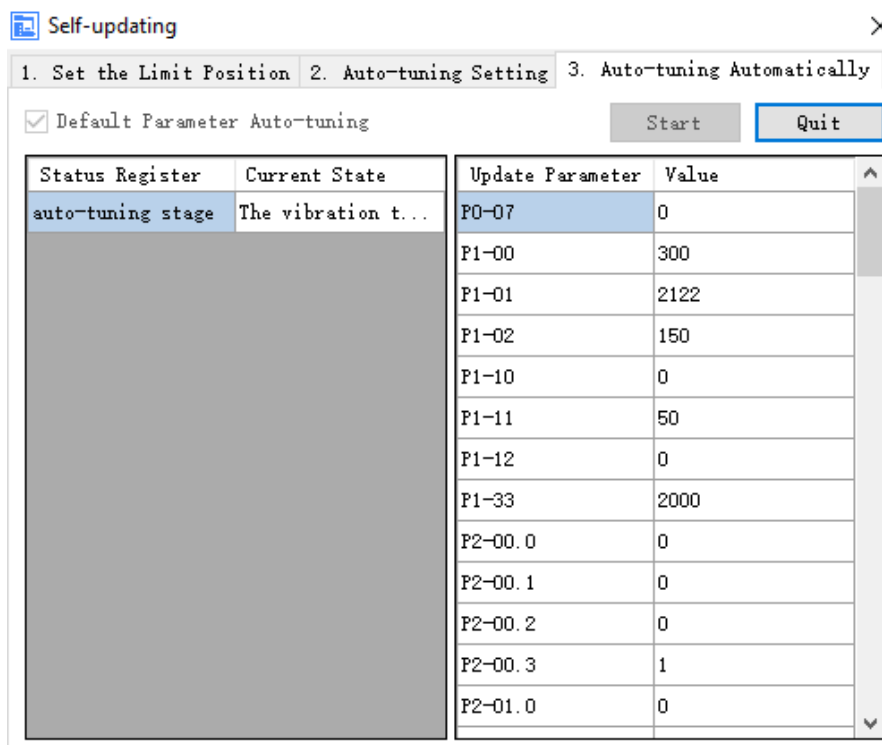 Self-updating
1. Set the Limit Position 2. Auto-tuning Setting 3. Auto-tuning Automatically
Default Parameter Auto-tuning Start Quit
Status Register Current State
auto-tuning stage The vibration t...
Update Parameter Value
P0-07 0
P1-00 300
P1-01 2122
P1-02 150
P1-10 0
P1-11 50
P1-12 0
P1-33 2000
P2-00.0 0
P2-00.1 0
P2-00.2 0
P2-00.3 1
P2-01.0 0